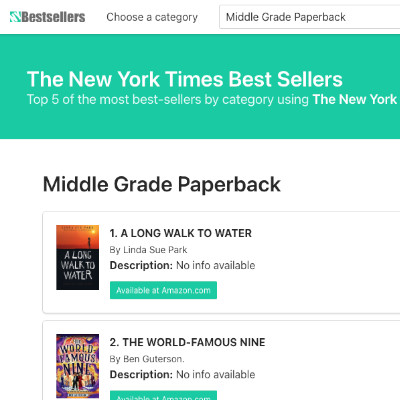 Bestsellers
Choose a category
Middle Grade Paperback
The New York Times Best Sellers
Top 5 of the most best-sellers by category using The New York
Middle Grade Paperback
1. A LONG WALK TO WATER
By Linda Sue Park
Description: No info available
Available at Amazon.com
A LONG
WALK TO
WATER
2. THE WORLD-FAMOUS NINE
By Ben Guterson.
Description: No info available
Available at Amazon.com
THE
WORLD-
FAMOUS
NINE